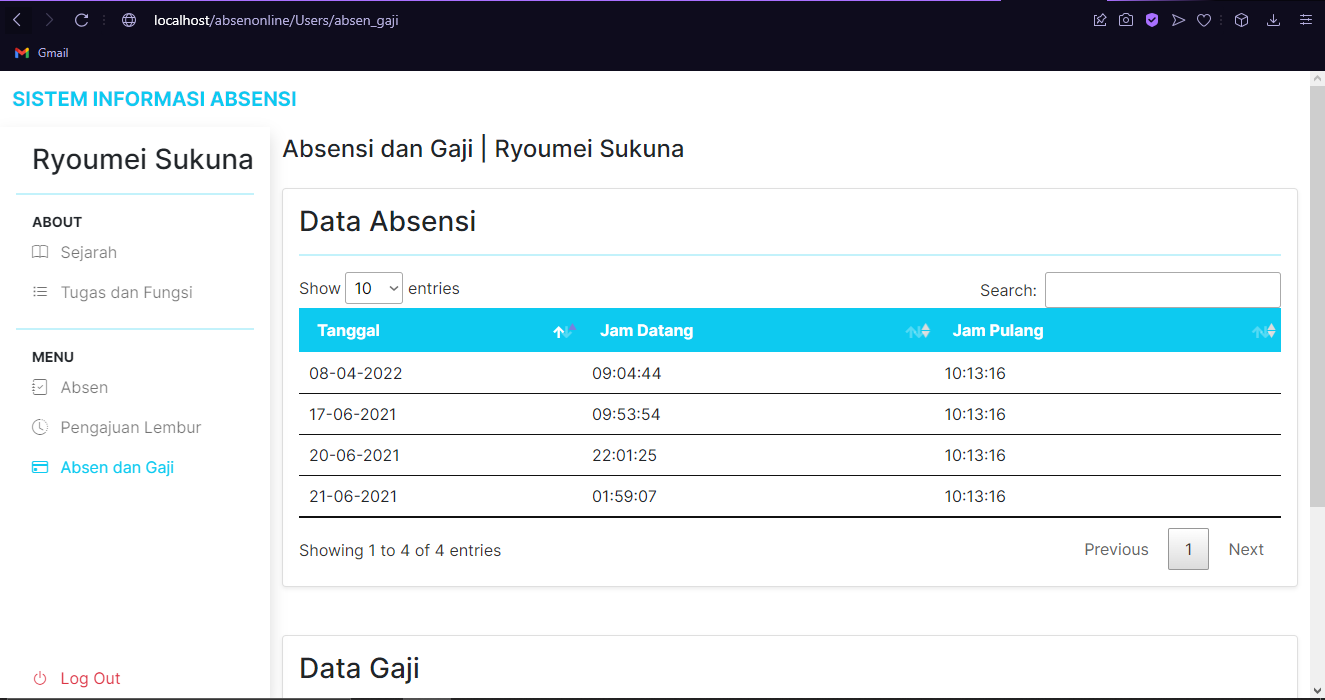 localhost/absenonline/Users/absen_gaji
Gmail
SISTEM INFORMASI ABSENSI
Ryoumei Sukuna
ABOUT
Sejarah
Tugas dan Fungsi
MENU
Absen
Pengajuan Lembur
Absen dan Gaji
Log Out
Absensi dan Gaji | Ryoumei Sukuna
Data Absensi
Show 10 entries Search:
Tanggal Jam Datang Jam Pulang
08-04-2022 09:04:44 10:13:16
17-06-2021 09:53:54 10:13:16
20-06-2021 22:01:25 10:13:16
21-06-2021 01:59:07 10:13:16
Showing 1 to 4 of 4 entries Previous 1 Next
Data Gaji